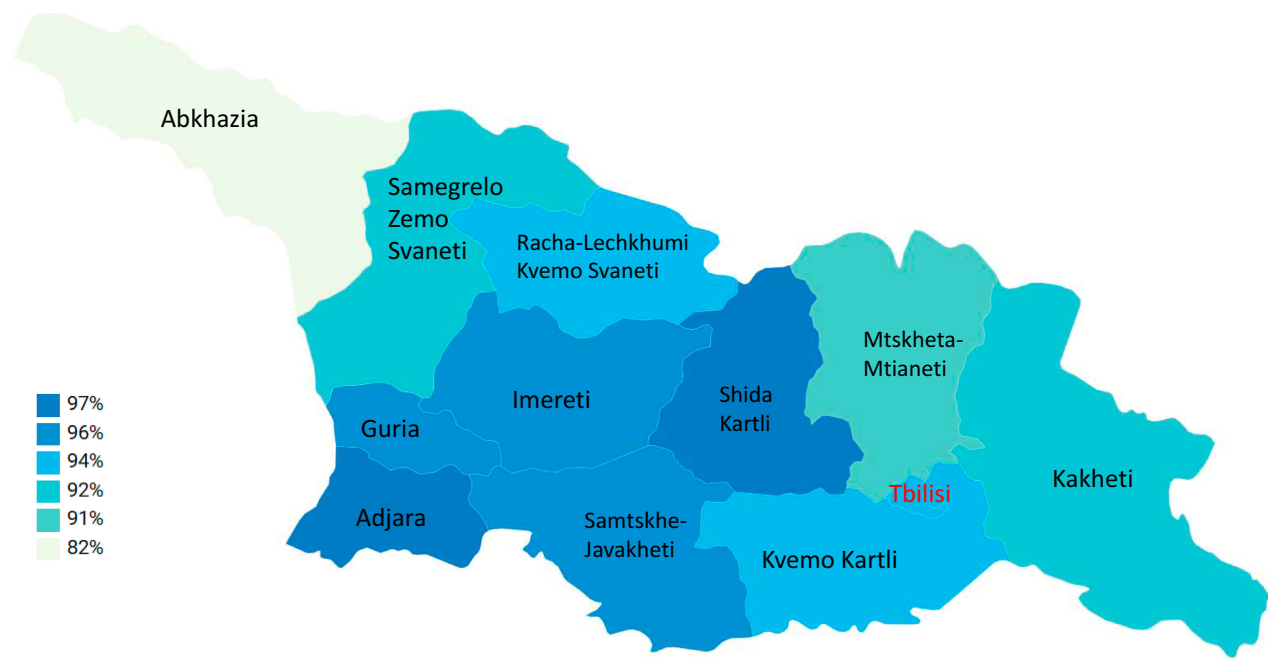 Abkhazia
Samegrelo
Zemo
Svaneti
Racha-Lechkhumi
Kvemo Svaneti
Mtskheta-
Mtianeti
Imereti
Shida
Kartli
Guria
Kakheti
Tbilisi
Adjara
Samtskhe-
Javakheti
Kvemo Kartli
97%
96%
94%
92%
91%
82%